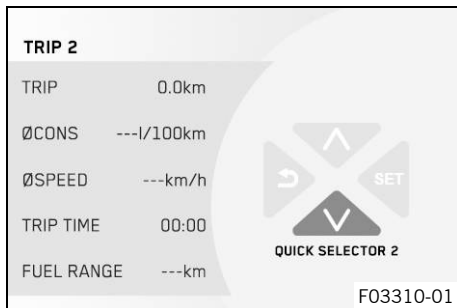 TRIP 2
TRIP 0.0km
ØCONS ---l/100km
ØSPEED ---km/h
TRIP TIME 00:00
FUEL RANGE ---km
SET
QUICK SELECTOR 2
F03310-01